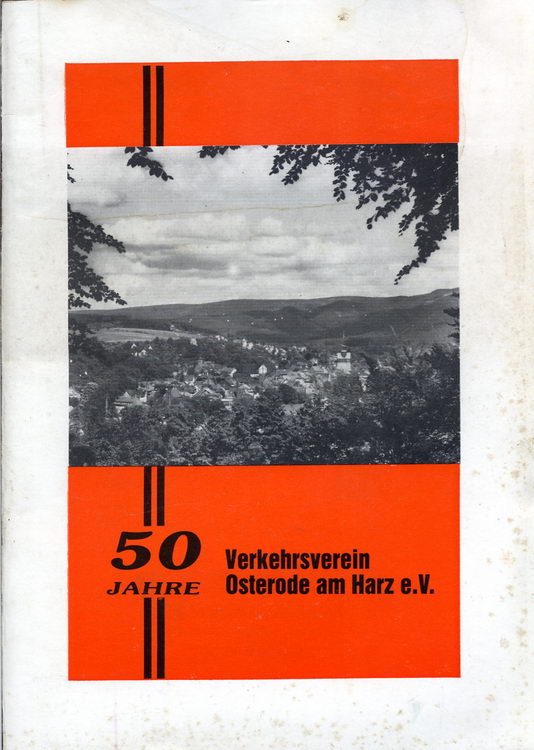 50
JAHRE
Verkehrsverein
Osterode am Harz e.V.